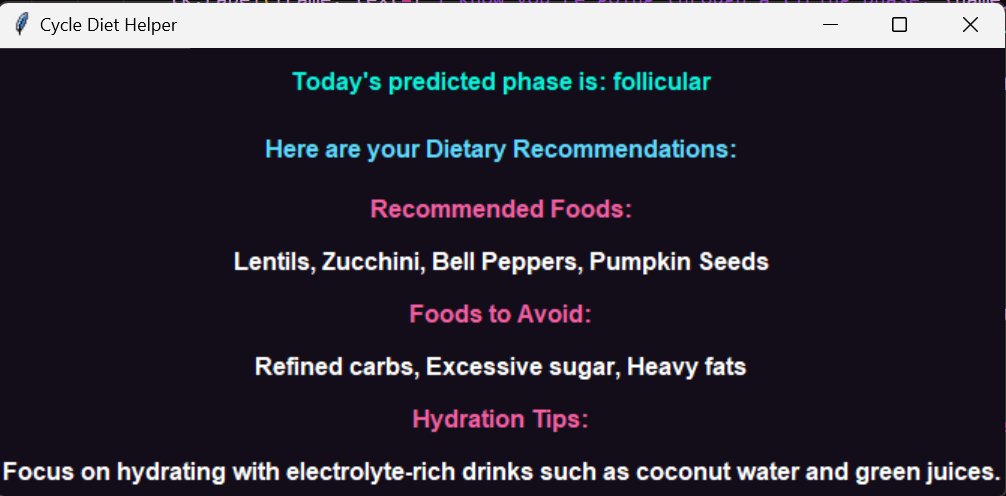 Cycle Diet Helper
Today's predicted phase is: follicular
Here are your Dietary Recommendations:
Recommended Foods:
Lentils, Zucchini, Bell Peppers, Pumpkin Seeds
Foods to Avoid:
Refined carbs, Excessive sugar, Heavy fats
Hydration Tips:
Focus on hydrating with electrolyte-rich drinks such as coconut water and green juices.